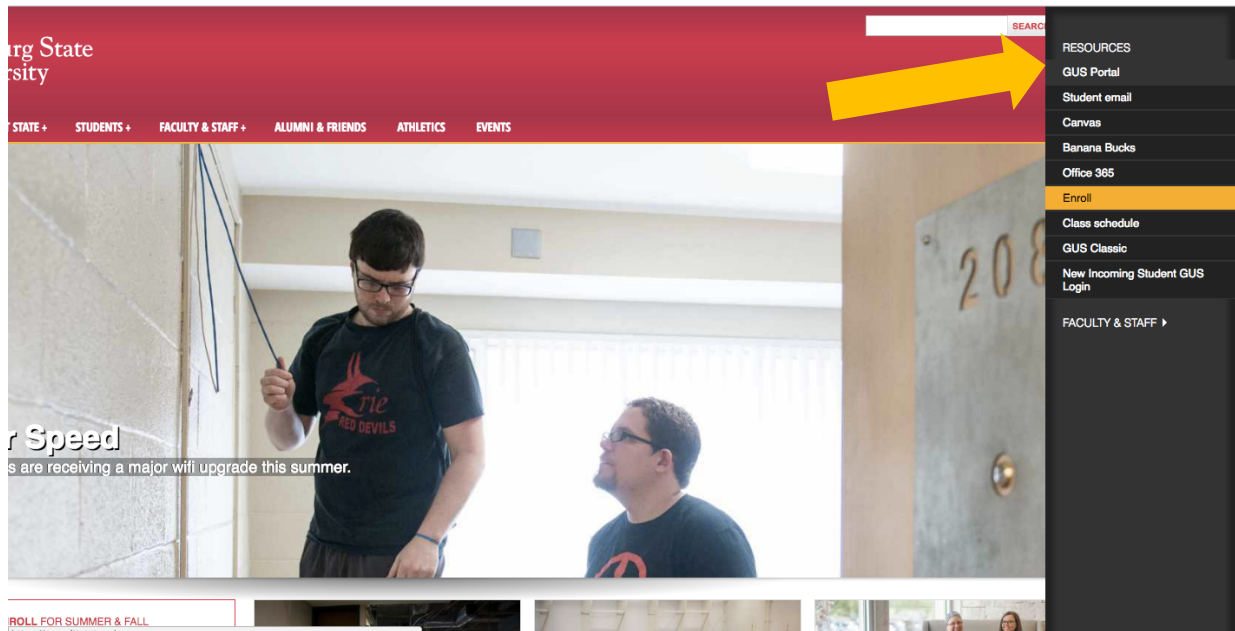 urg State
rsity
SEARC
STATE +
STUDENTS +
FACULTY & STAFF +
ALUMNI & FRIENDS
ATHLETICS
EVENTS
RESOURCES
GUS Portal
Student email
Canvas
Banana Bucks
Office 365
Enroll
Class schedule
GUS Classic
New Incoming Student GUS
Login
FACULTY & STAFF
208
rie
RED DEVILS
r Speed
s are receiving a major wifi upgrade this summer.
ROLL FOR SUMMER & FALL